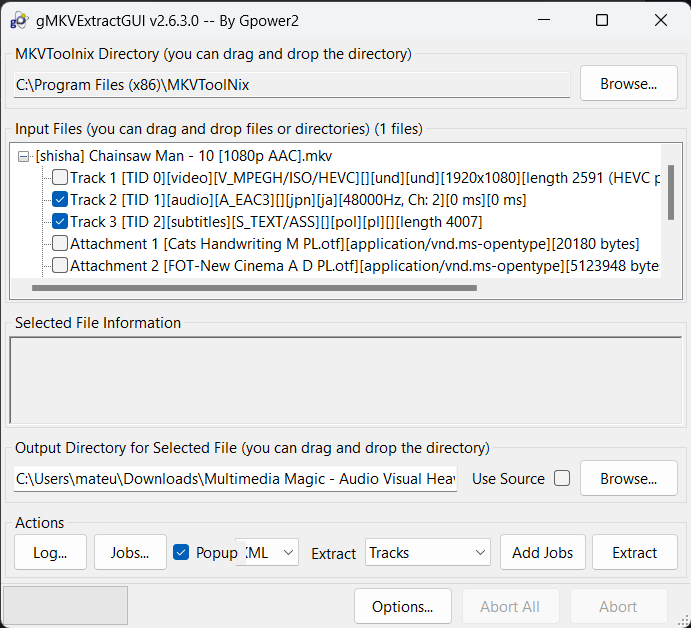 gMKVExtractGUI v2.6.3.0 -- By Gpower2
MKVToolnix Directory (you can drag and drop the directory)
C:\Program Files (x86)\MKVToolNix
Browse...
Input Files (you can drag and drop files or directories) (1 files)
[shisha] Chainsaw Man - 10 [1080p AAC].mkv
Track 1 [TID 0][video][V_MPEGH/ISO/HEVC][][und][und][1920x1080][length 2591 (HEVC p
Track 2 [TID 1][audio][A_EAC3][][jpn][ja][48000Hz, Ch: 2][0 ms][0 ms]
Track 3 [TID 2][subtitles][S_TEXT/ASS][][pol][pl][][length 4007]
Attachment 1 [Cats Handwriting M PL.otf][application/vnd.ms-opentype][20180 bytes]
Attachment 2 [FOT-New Cinema A D PL.otf][application/vnd.ms-opentype][5123948 byte
Selected File Information
Output Directory for Selected File (you can drag and drop the directory)
C:\Users\mateu\Downloads\Multimedia Magic - Audio Visual Hea
Use Source
Browse...
Actions
Log...
Jobs...
Popup
XML
Extract
Tracks
Add Jobs
Extract
Options...
Abort All
Abort